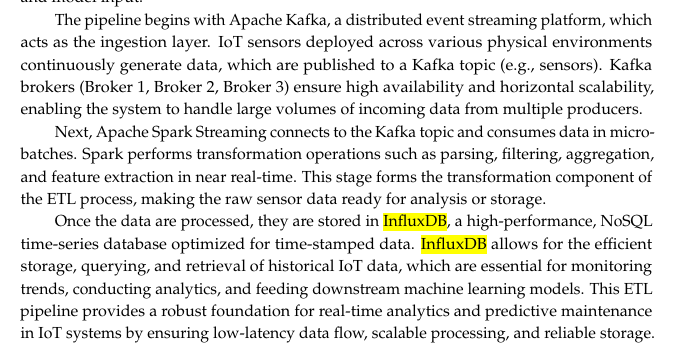 and model input.
The pipeline begins with Apache Kafka, a distributed event streaming platform, which
acts as the ingestion layer. IoT sensors deployed across various physical environments
continuously generate data, which are published to a Kafka topic (e.g., sensors). Kafka
brokers (Broker 1, Broker 2, Broker 3) ensure high availability and horizontal scalability,
enabling the system to handle large volumes of incoming data from multiple producers.
Next, Apache Spark Streaming connects to the Kafka topic and consumes data in micro-
batches. Spark performs transformation operations such as parsing, filtering, aggregation,
and feature extraction in near real-time. This stage forms the transformation component of
the ETL process, making the raw sensor data ready for analysis or storage.
Once the data are processed, they are stored in InfluxDB, a high-performance, NoSQL
time-series database optimized for time-stamped data. InfluxDB allows for the efficient
storage, querying, and retrieval of historical IoT data, which are essential for monitoring
trends, conducting analytics, and feeding downstream machine learning models. This ETL
pipeline provides a robust foundation for real-time analytics and predictive maintenance
in IoT systems by ensuring low-latency data flow, scalable processing, and reliable storage.